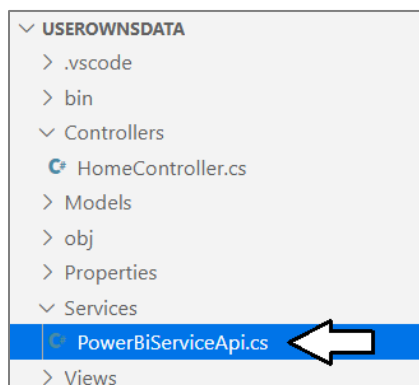 USEROWNSDATA
.vscode
bin
Controllers
C# HomeController.cs
Models
obj
Properties
Services
C# PowerBiServiceApi.cs
Views